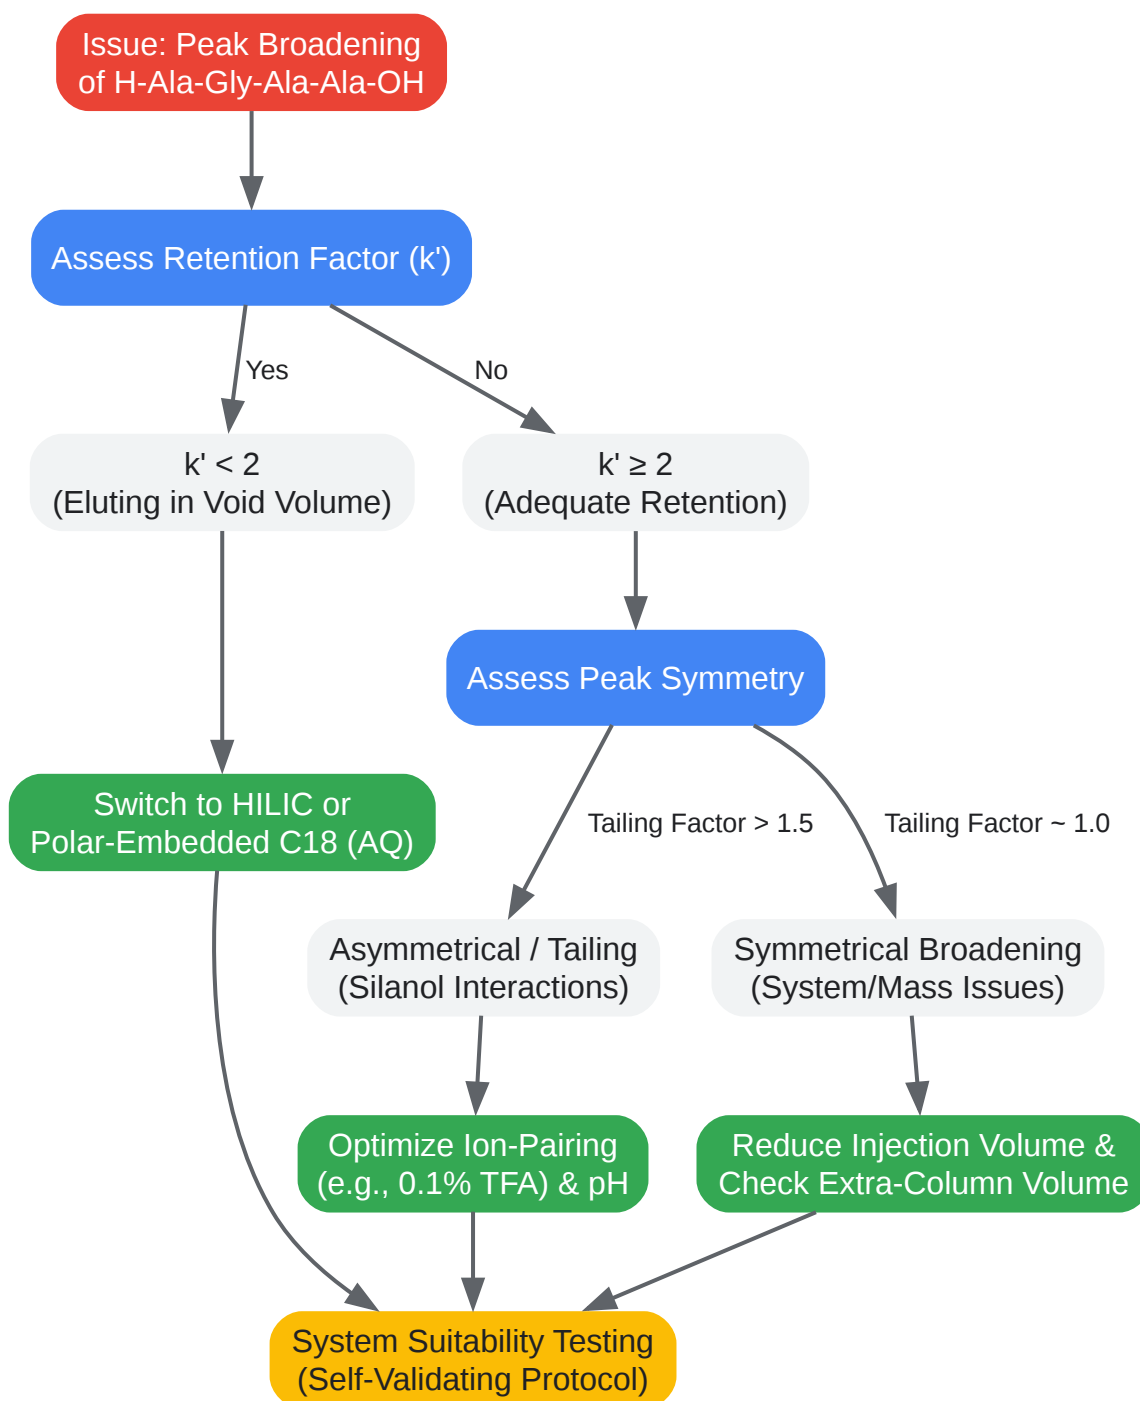 Issue: Peak Broadening
of H-Ala-Gly-Ala-Ala-OH
Assess Retention Factor (k')
Yes
No
k' < 2
(Eluting in Void Volume)
k' ≥ 2
(Adequate Retention)
Assess Peak Symmetry
Switch to HILIC or
Polar-Embedded C18 (AQ)
Tailing Factor > 1.5
Tailing Factor ~ 1.0
Asymmetrical / Tailing
(Silanol Interactions)
Symmetrical Broadening
(System/Mass Issues)
Optimize Ion-Pairing
(e.g., 0.1% TFA) & pH
Reduce Injection Volume &
Check Extra-Column Volume
System Suitability Testing
(Self-Validating Protocol)